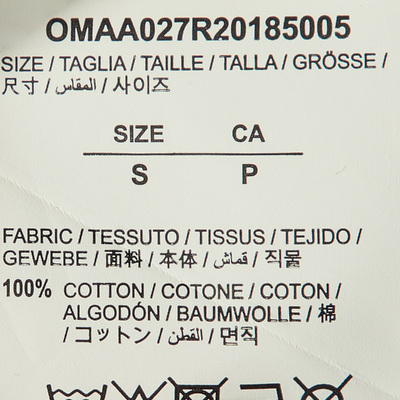 OMAA027R20185005
SIZE / TAGLIA / TAILLE / TALLA / GRÖSSE /
尺寸 / المقاس / 사이즈
SIZE CA
S P
FABRIC / TESSUTO / TISSUS / TEJIDO /
GEWEBE / 面料 / 本体 / قماش / 직물
100% COTTON / COTONE / COTON /
ALGODÓN / BAUMWOLLE / 棉
/ コットン / القطن / 면직